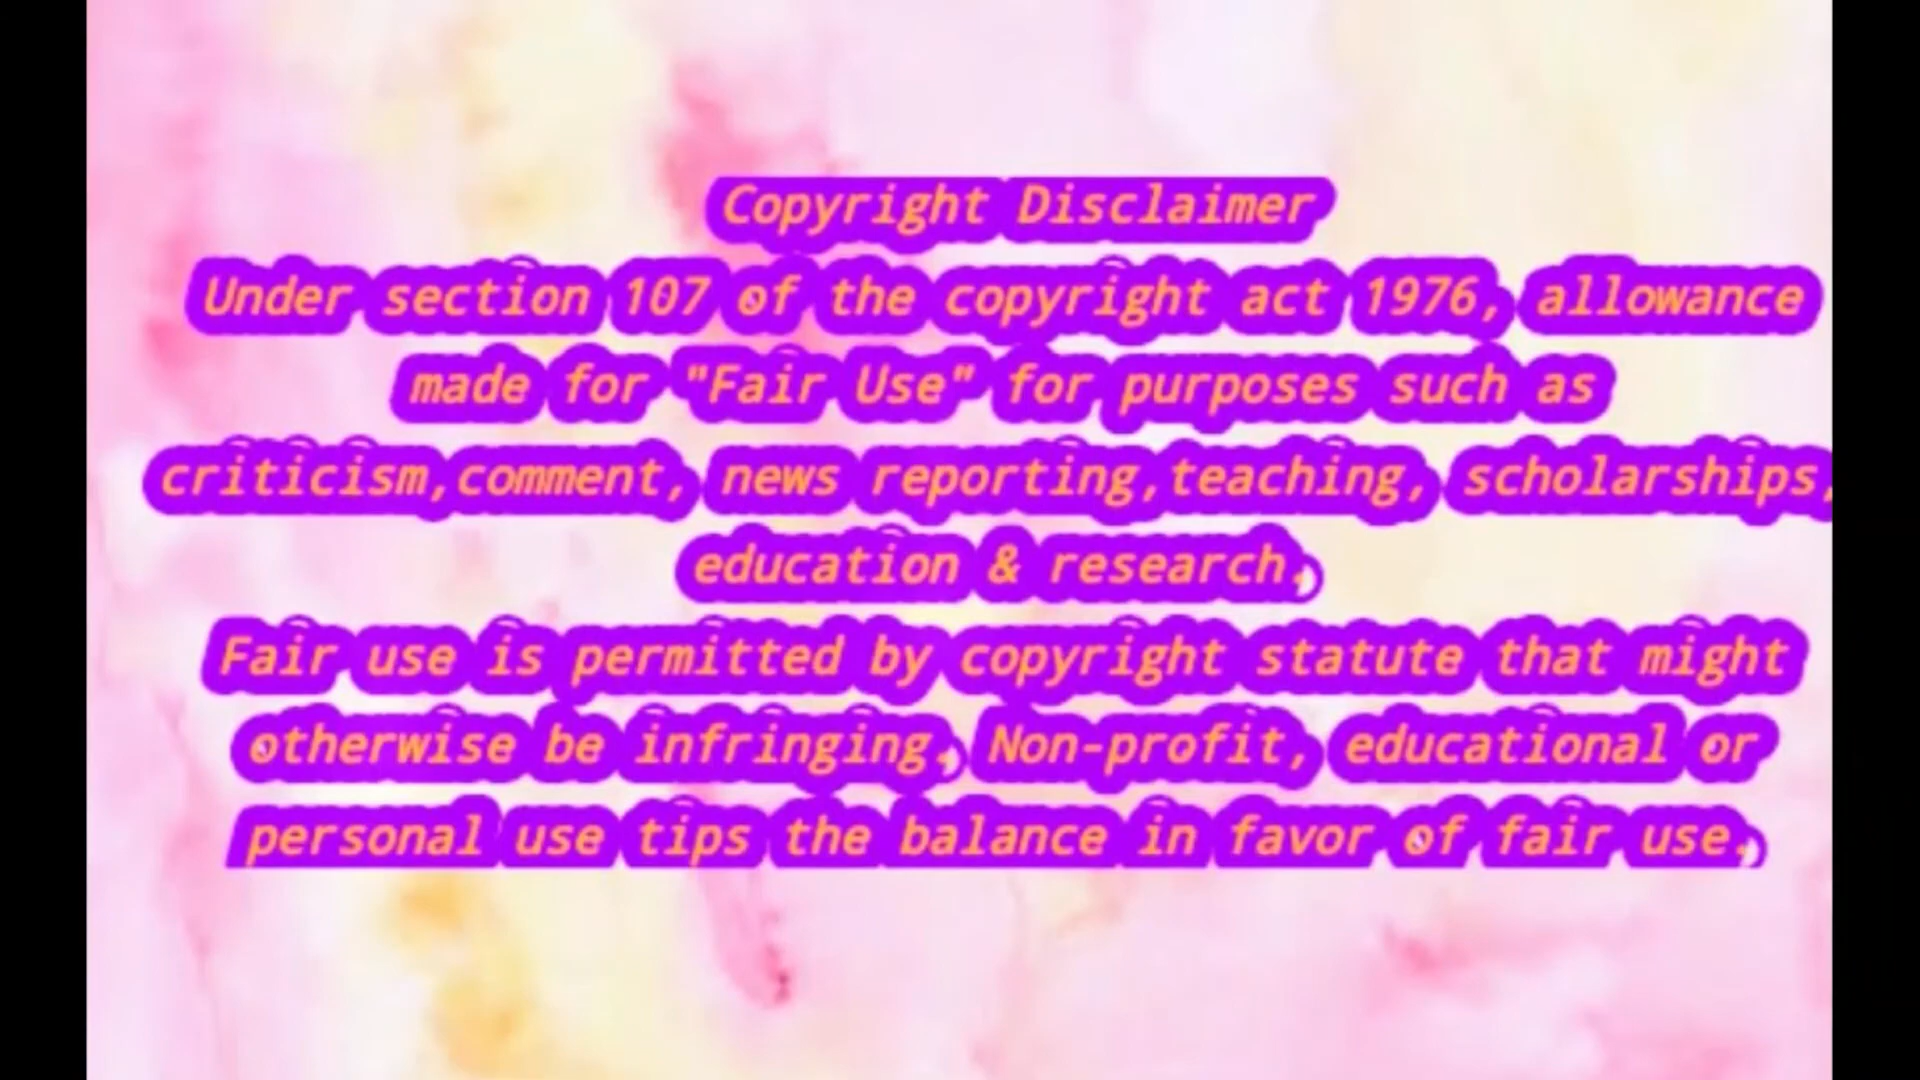 Copyright Disclaimer
Under section 107 of the copyright act 1976, allowance
made for "Fair Use" for purposes such as
criticism,comment, news reporting,teaching, scholarships,
education & research.
Fair use is permitted by copyright statute that might
otherwise be infringing. Non-profit, educational or
personal use tips the balance in favor of fair use.